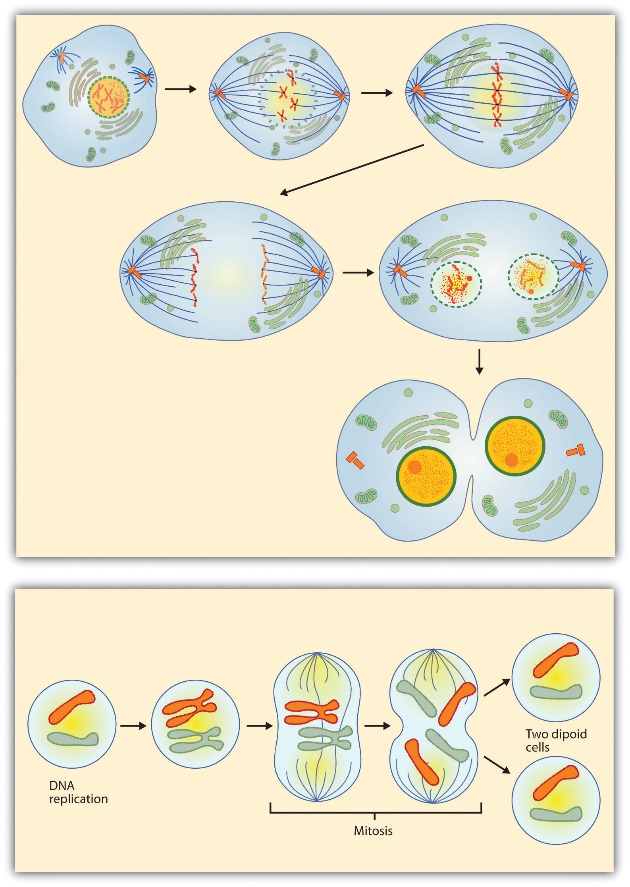 DNA
replication
Mitosis
Two dipoid
cells